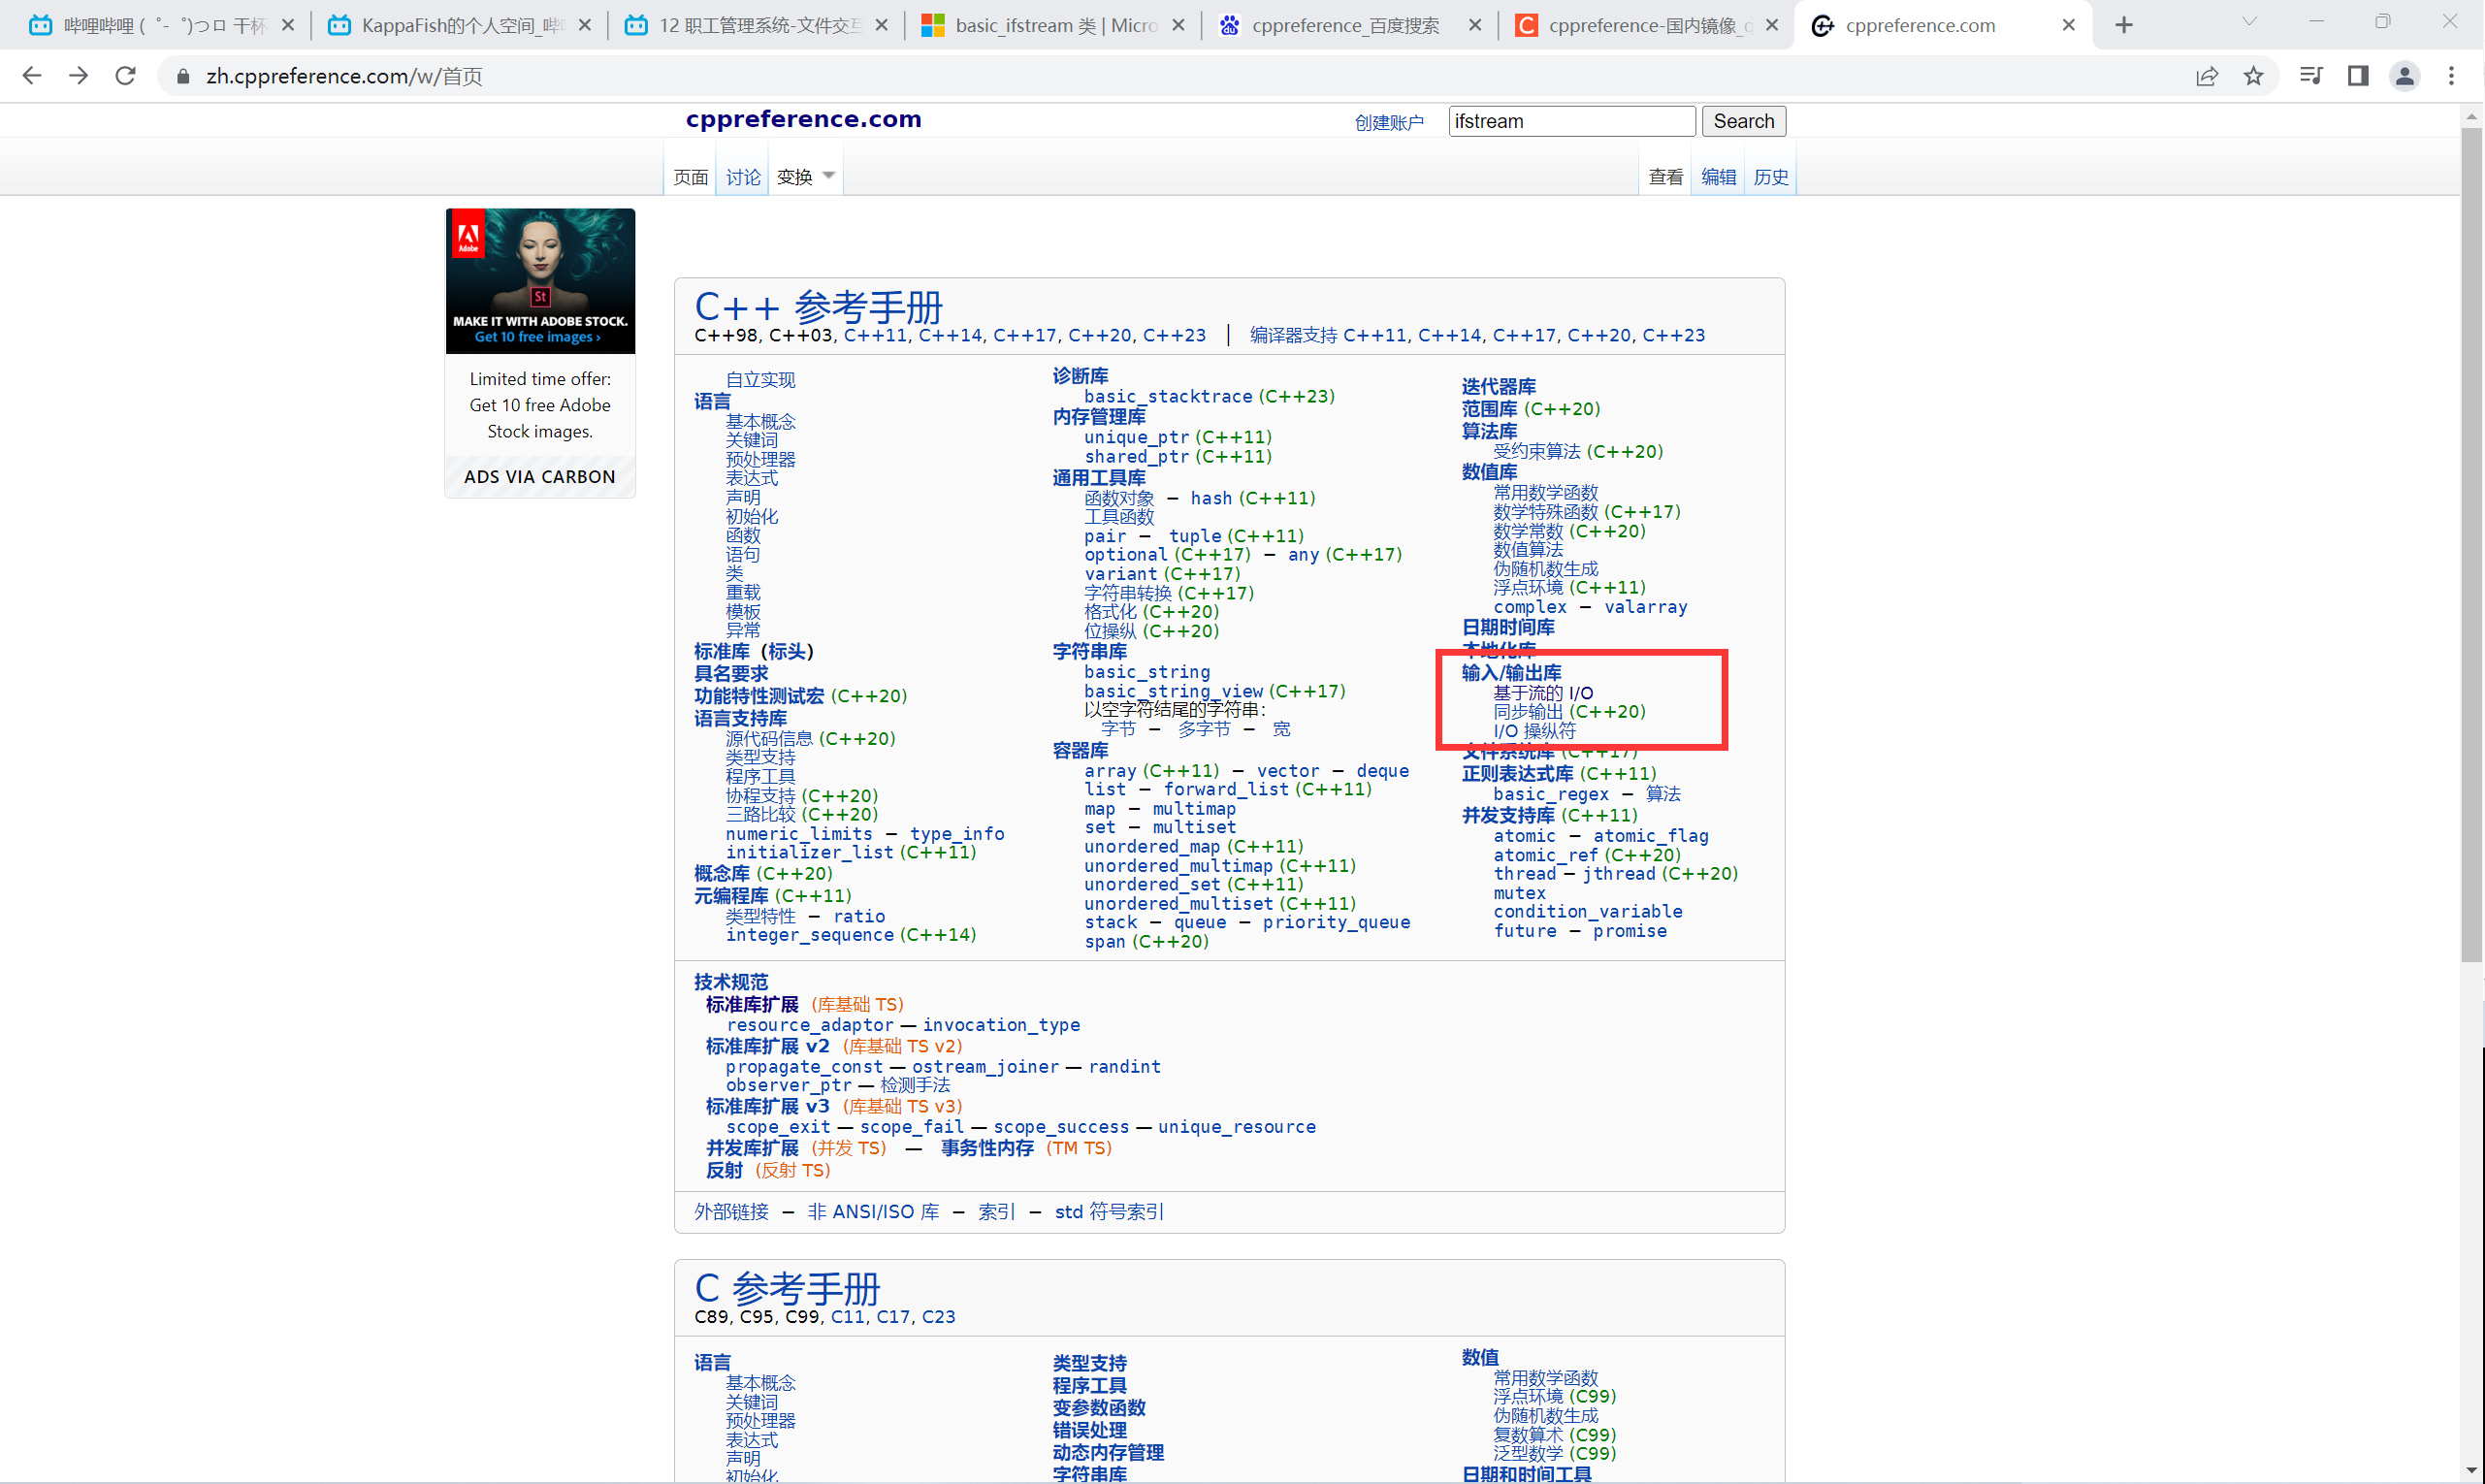 哔哩哔哩 (゜-゜)つロ 干杯
KappaFish的个人空间_哔
12 职工管理系统-文件交互
basic_ifstream 类 | Micro
cppreference_百度搜索
cppreference-国内镜像_q
cppreference.com
zh.cppreference.com/w/首页
cppreference.com
创建账户
ifstream
Search
页面
讨论
变换
查看
编辑
历史
Adobe
St
MAKE IT WITH ADOBE STOCK.
Get 10 free images ›
Limited time offer:
Get 10 free Adobe
Stock images.
ADS VIA CARBON
C++ 参考手册
C++98, C++03, C++11, C++14, C++17, C++20, C++23 | 编译器支持 C++11, C++14, C++17, C++20, C++23
自立实现
语言
基本概念
关键词
预处理器
表达式
声明
初始化
函数
语句
类
重载
模板
异常
标准库（标头）
具名要求
功能特性测试宏 (C++20)
语言支持库
源代码信息 (C++20)
类型支持
程序工具
协程支持 (C++20)
三路比较 (C++20)
numeric_limits − type_info
initializer_list (C++11)
概念库 (C++20)
元编程库 (C++11)
类型特性 − ratio
integer_sequence (C++14)
诊断库
basic_stacktrace (C++23)
内存管理库
unique_ptr (C++11)
shared_ptr (C++11)
通用工具库
函数对象 − hash (C++11)
工具函数
pair − tuple (C++11)
optional (C++17) − any (C++17)
variant (C++17)
字符串转换 (C++17)
格式化 (C++20)
位操纵 (C++20)
字符串库
basic_string
basic_string_view (C++17)
以空字符结尾的字符串：
字节 − 多字节 − 宽
容器库
array (C++11) − vector − deque
list − forward_list (C++11)
map − multimap
set − multiset
unordered_map (C++11)
unordered_multimap (C++11)
unordered_set (C++11)
unordered_multiset (C++11)
stack − queue − priority_queue
span (C++20)
迭代器库
范围库 (C++20)
算法库
受约束算法 (C++20)
数值库
常用数学函数
数学特殊函数 (C++17)
数学常数 (C++20)
数值算法
伪随机数生成
浮点环境 (C++11)
complex − valarray
日期时间库
本地化库
输入/输出库
基于流的 I/O
同步输出 (C++20)
I/O 操纵符
文件系统库 (C++17)
正则表达式库 (C++11)
basic_regex − 算法
并发支持库 (C++11)
atomic − atomic_flag
atomic_ref (C++20)
thread − jthread (C++20)
mutex
condition_variable
future − promise
技术规范
标准库扩展 (库基础 TS)
resource_adaptor — invocation_type
标准库扩展 v2 (库基础 TS v2)
propagate_const — ostream_joiner — randint
observer_ptr — 检测手法
标准库扩展 v3 (库基础 TS v3)
scope_exit — scope_fail — scope_success — unique_resource
并发库扩展 (并发 TS) — 事务性内存 (TM TS)
反射 (反射 TS)
外部链接 − 非 ANSI/ISO 库 − 索引 − std 符号索引
C 参考手册
C89, C95, C99, C11, C17, C23
语言
基本概念
关键词
预处理器
表达式
声明
初始化
类型支持
程序工具
变参数函数
错误处理
动态内存管理
字符串库
数值
常用数学函数
浮点环境 (C99)
伪随机数生成
复数算术 (C99)
泛型数学 (C99)
日期和时间工具